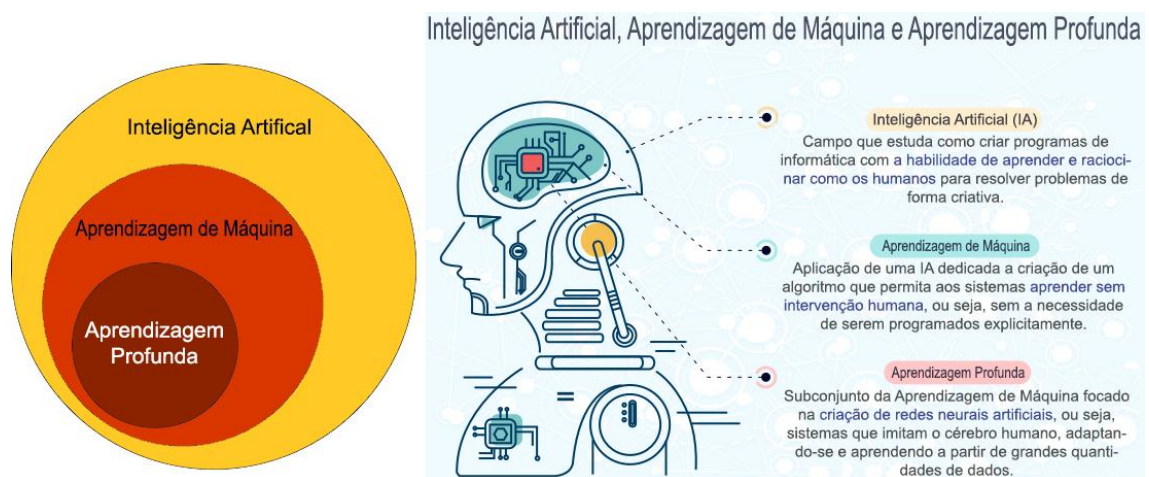 Inteligência Artifical
Aprendizagem de Máquina
Aprendizagem
Profunda
Inteligência Artificial, Aprendizagem de Máquina e Aprendizagem Profunda
Inteligência Artificial (IA)
Campo que estuda como criar programas de
informática com a habilidade de aprender e racioci-
nar como os humanos para resolver problemas de
forma criativa.
Aprendizagem de Máquina
Aplicação de uma IA dedicada a criação de um
algoritmo que permita aos sistemas aprender sem
intervenção humana, ou seja, sem a necessidade
de serem programados explicitamente.
Aprendizagem Profunda
Subconjunto da Aprendizagem de Máquina focado
na criação de redes neurais artificiais, ou seja,
sistemas que imitam o cérebro humano, adaptan-
do-se e aprendendo a partir de grandes quanti-
dades de dados.